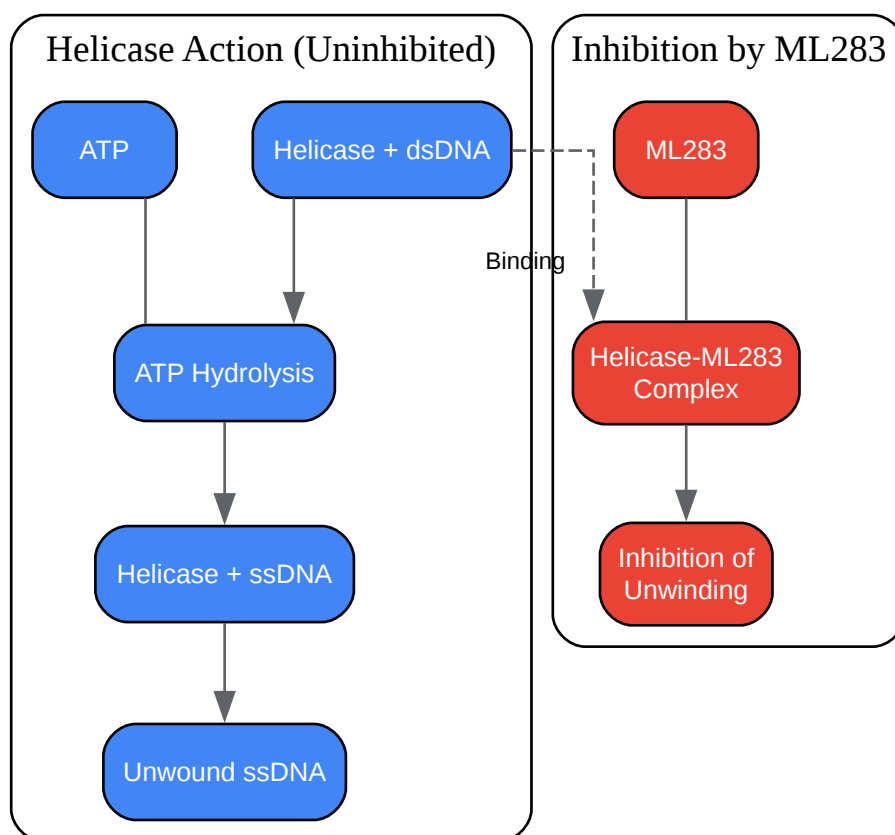 Helicase Action (Uninhibited)
Inhibition by ML283
ATP
Helicase + dsDNA
ML283
Binding
ATP Hydrolysis
Helicase-ML283
Complex
Helicase + ssDNA
Inhibition of
Unwinding
Unwound ssDNA